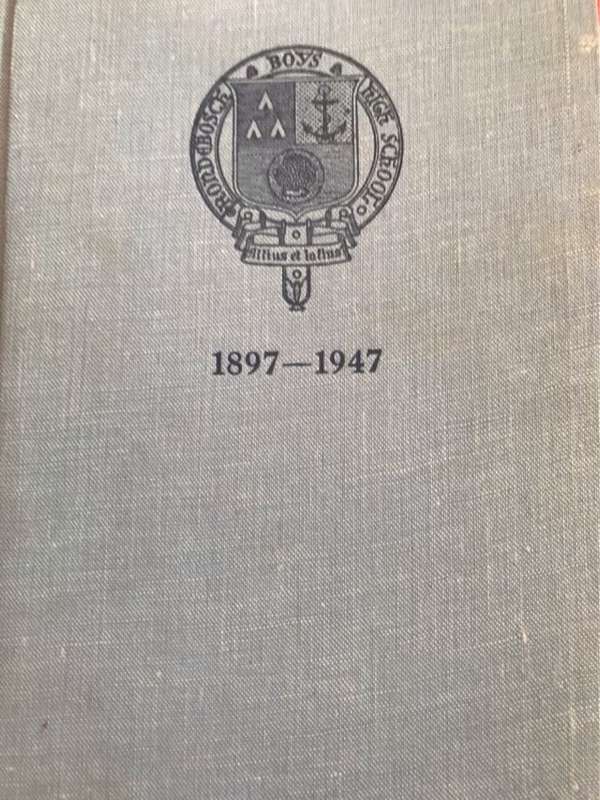 RONDEBOSCH BOYS HIGH SCHOOL
Altius et latius
1897—1947